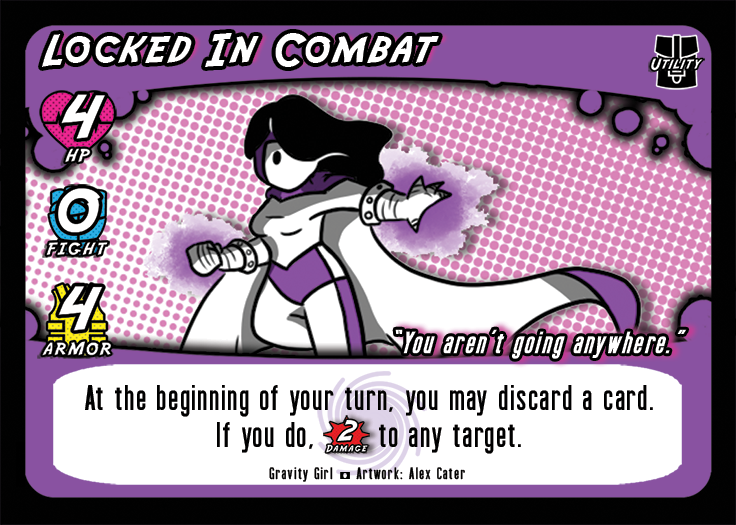 Locked In Combat
Utility
4
HP
0
Fight
4
Armor
"You aren't going anywhere."
At the beginning of your turn, you may discard a card.
If you do, 2 Damage to any target.
Gravity Girl Artwork: Alex Cater